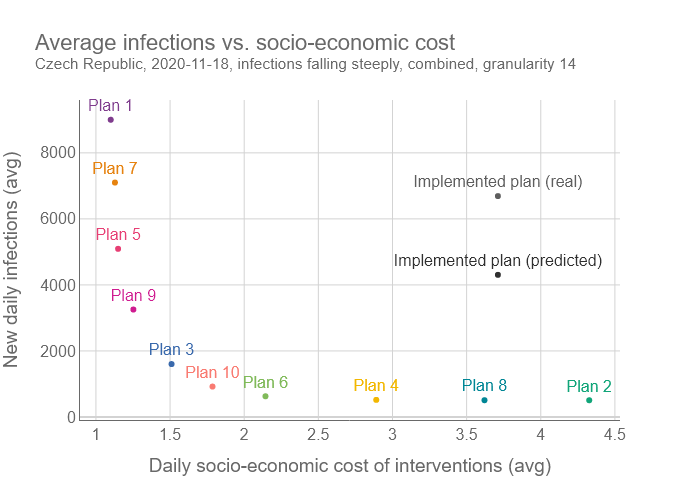 Average infections vs. socio-economic cost
Czech Republic, 2020-11-18, infections falling steeply, combined, granularity 14
New daily infections (avg)
Plan 1
8000
Plan 7
Implemented plan (real)
6000
Plan 5
Implemented plan (predicted)
4000
Plan 9
2000
Plan 3
Plan 10
Plan 6
Plan 4
Plan 8
Plan 2
0
1
1.5
2
2.5
3
3.5
4
4.5
Daily socio-economic cost of interventions (avg)